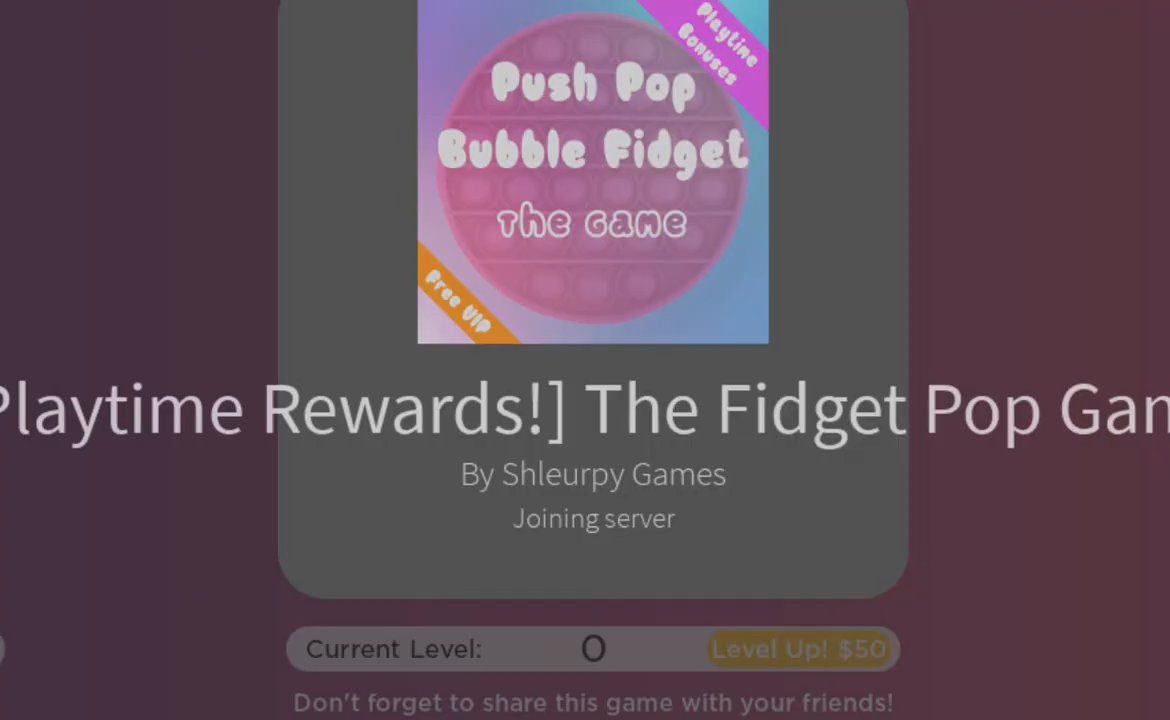 Playtime
Bonuses
Push Pop
Bubble Fidget
The Game
Free VIP
Playtime Rewards!] The Fidget Pop Gam
By Shleurpy Games
Joining server
Current Level: 0 Level Up! $50
Don't forget to share this game with your friends!